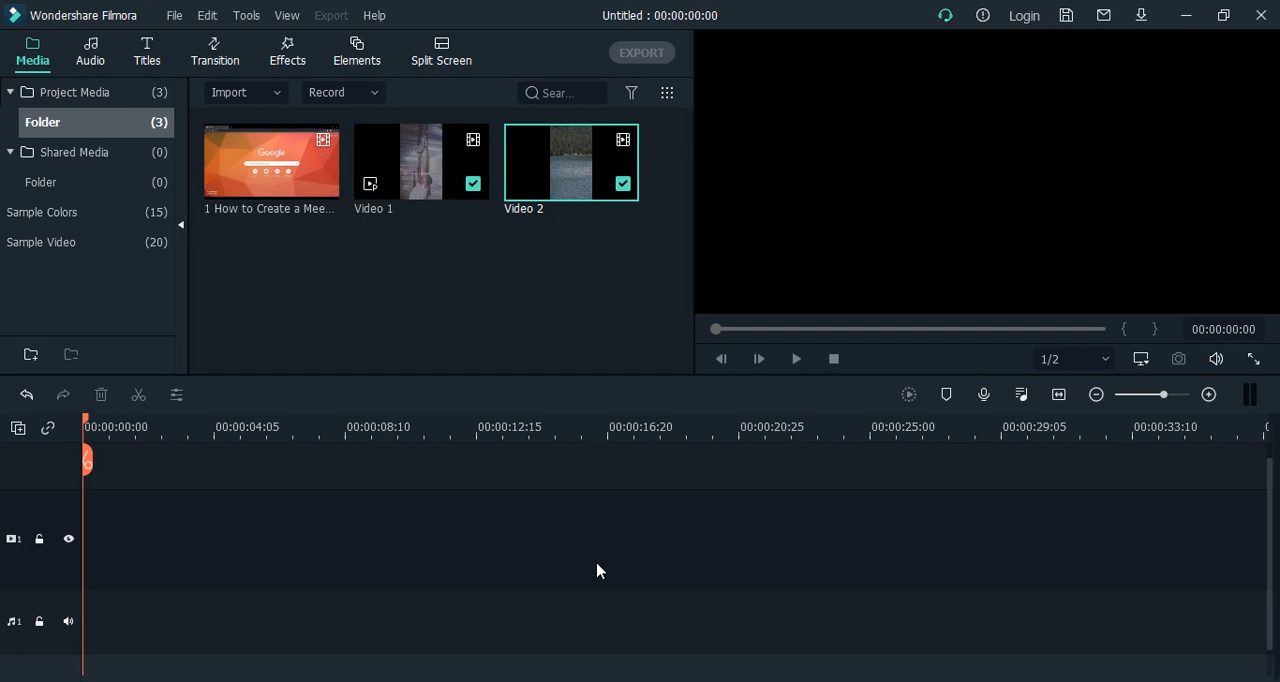 Wondershare Filmora File Edit Tools View Export Help Untitled : 00:00:00:00 Login
Media Audio Titles Transition Effects Elements Split Screen EXPORT
Project Media (3)
Folder (3)
Shared Media (0)
Folder (0)
Sample Colors (15)
Sample Video (20)
Import Record Sear...
Google
1 How to Create a Mee... Video 1 Video 2
{ } 00:00:00:00
1/2
00:00:00:00 00:00:04:05 00:00:08:10 00:00:12:15 00:00:16:20 00:00:20:25 00:00:25:00 00:00:29:05 00:00:33:10
1
1